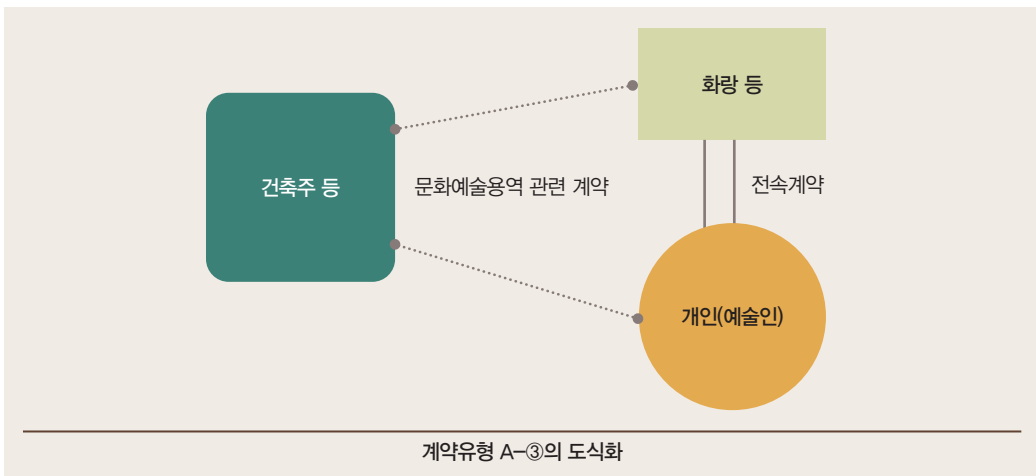 화랑 등
건축주 등
문화예술용역 관련 계약
전속계약
개인(예술인)
계약유형 A-③의 도식화